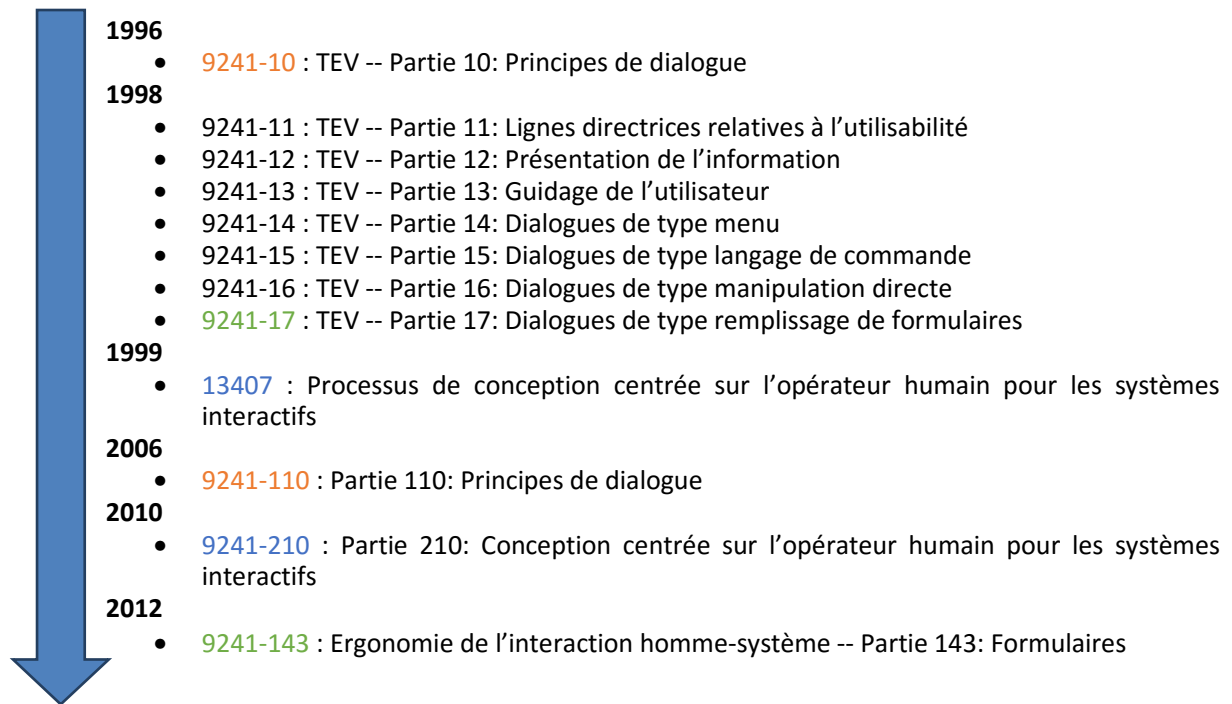 1996
• 9241-10 : TEV -- Partie 10: Principes de dialogue
1998
• 9241-11 : TEV -- Partie 11: Lignes directrices relatives à l’utilisabilité
• 9241-12 : TEV -- Partie 12: Présentation de l’information
• 9241-13 : TEV -- Partie 13: Guidage de l’utilisateur
• 9241-14 : TEV -- Partie 14: Dialogues de type menu
• 9241-15 : TEV -- Partie 15: Dialogues de type langage de commande
• 9241-16 : TEV -- Partie 16: Dialogues de type manipulation directe
• 9241-17 : TEV -- Partie 17: Dialogues de type remplissage de formulaires
1999
• 13407 : Processus de conception centrée sur l’opérateur humain pour les systèmes
interactifs
2006
• 9241-110 : Partie 110: Principes de dialogue
2010
• 9241-210 : Partie 210: Conception centrée sur l’opérateur humain pour les systèmes
interactifs
2012
• 9241-143 : Ergonomie de l’interaction homme-système -- Partie 143: Formulaires